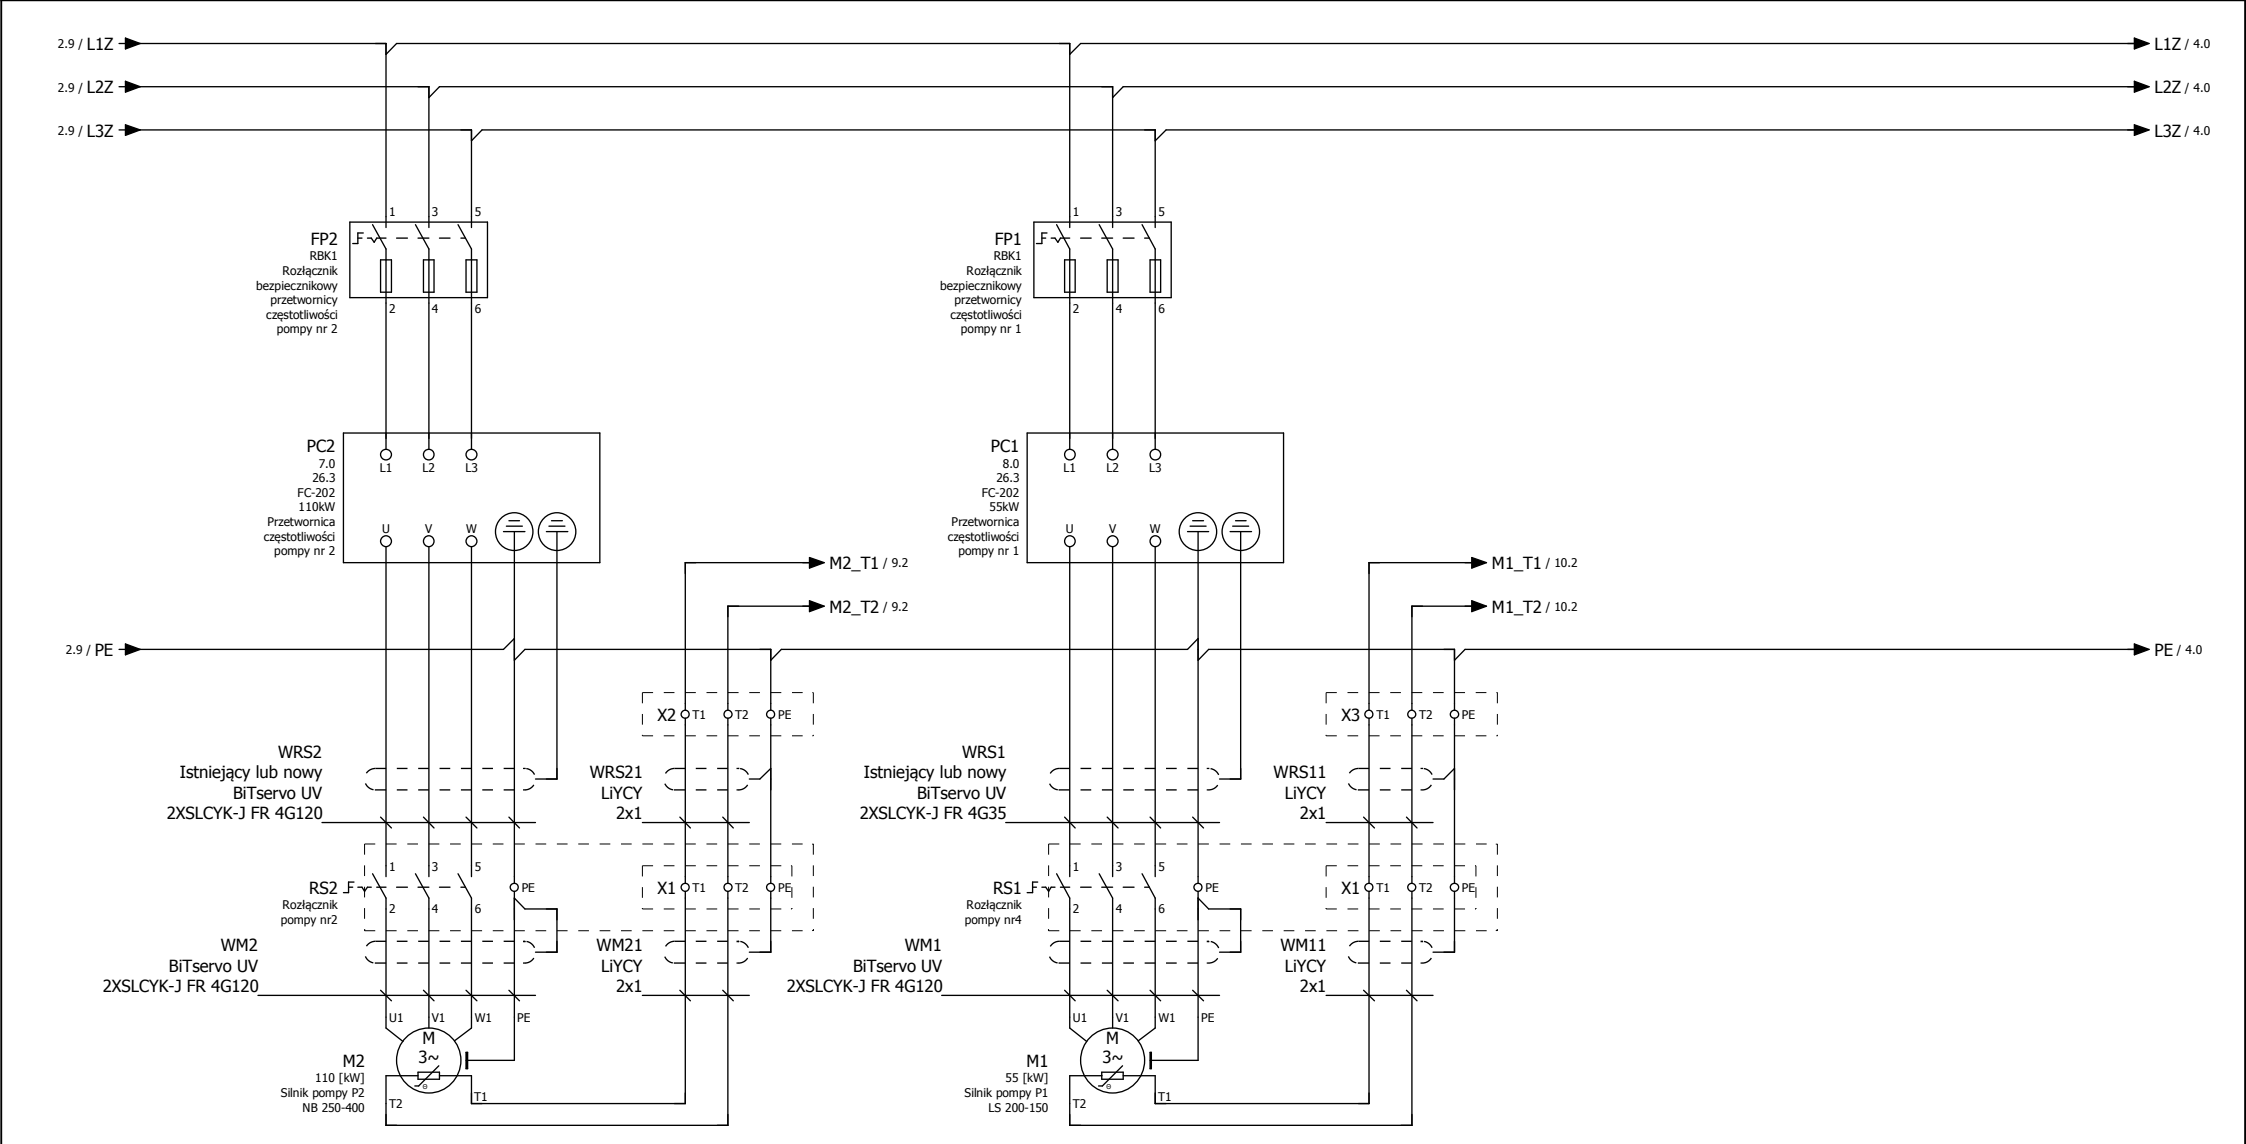 2.9 / L1Z
L1Z / 4.0
2.9 / L2Z
L2Z / 4.0
2.9 / L3Z
L3Z / 4.0
1 3 5
FP2
RBK1
Rozłącznik
bezpiecznikowy
przetwornicy
częstotliwości
pompy nr 2
2 4 6
1 3 5
FP1
RBK1
Rozłącznik
bezpiecznikowy
przetwornicy
częstotliwości
pompy nr 1
2 4 6
PC2
7.0
26.3
FC-202
110kW
Przetwornica
częstotliwości
pompy nr 2
L1 L2 L3
U V W
PC1
8.0
26.3
FC-202
55kW
Przetwornica
częstotliwości
pompy nr 1
L1 L2 L3
U V W
M2_T1 / 9.2
M2_T2 / 9.2
M1_T1 / 10.2
M1_T2 / 10.2
2.9 / PE
PE / 4.0
X2 T1 T2 PE
X3 T1 T2 PE
WRS2
Istniejący lub nowy
BiTservo UV
2XSLCYK-J FR 4G120
WRS21
LiYCY
2x1
WRS1
Istniejący lub nowy
BiTservo UV
2XSLCYK-J FR 4G35
WRS11
LiYCY
2x1
1 3 5
RS2
Rozłącznik
pompy nr2
2 4 6
PE
X1 T1 T2 PE
1 3 5
RS1
Rozłącznik
pompy nr4
2 4 6
PE
X1 T1 T2 PE
WM2
BiTservo UV
2XSLCYK-J FR 4G120
WM21
LiYCY
2x1
WM1
BiTservo UV
2XSLCYK-J FR 4G120
WM11
LiYCY
2x1
U1 V1 W1 PE
M
3~
M2
110 [kW]
Silnik pompy P2
NB 250-400
T2 T1
U1 V1 W1 PE
M
3~
M1
55 [kW]
Silnik pompy P1
LS 200-150
T2 T1